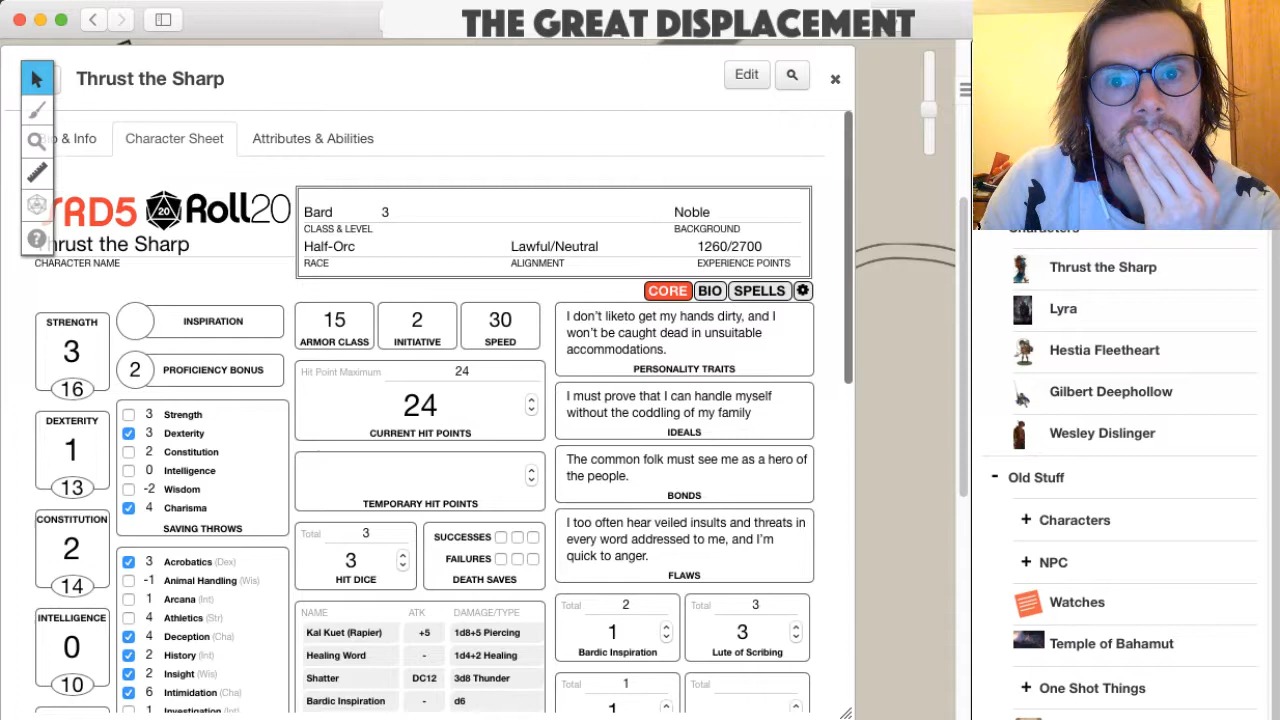 THE GREAT DISPLACEMENT
Thrust the Sharp
Edit
& Info
Character Sheet
Attributes & Abilities
RD5
20
Roll20
Thrust the Sharp
CHARACTER NAME
Bard 3
CLASS & LEVEL
Noble
BACKGROUND
Half-Orc
RACE
Lawful/Neutral
ALIGNMENT
1260/2700
EXPERIENCE POINTS
CORE
BIO
SPELLS
STRENGTH
3
16
DEXTERITY
1
13
CONSTITUTION
2
14
INTELLIGENCE
0
10
INSPIRATION
2 PROFICIENCY BONUS
3 Strength
3 Dexterity
2 Constitution
0 Intelligence
-2 Wisdom
4 Charisma
SAVING THROWS
3 Acrobatics (Dex)
-1 Animal Handling (Wis)
1 Arcana (Int)
4 Athletics (Str)
4 Deception (Cha)
2 History (Int)
2 Insight (Wis)
6 Intimidation (Cha)
1 Investigation (Int)
15
ARMOR CLASS
2
INITIATIVE
30
SPEED
Hit Point Maximum 24
24
CURRENT HIT POINTS
TEMPORARY HIT POINTS
Total 3
3
HIT DICE
SUCCESSES
FAILURES
DEATH SAVES
NAME ATK DAMAGE/TYPE
Kal Kuet (Rapier) +5 1d8+5 Piercing
Healing Word - 1d4+2 Healing
Shatter DC12 3d8 Thunder
Bardic Inspiration - d6
I don't liketo get my hands dirty, and I
won't be caught dead in unsuitable
accommodations.
PERSONALITY TRAITS
I must prove that I can handle myself
without the coddling of my family
IDEALS
The common folk must see me as a hero of
the people.
BONDS
I too often hear veiled insults and threats in
every word addressed to me, and I'm
quick to anger.
FLAWS
Total 2
1
Bardic Inspiration
Total 3
3
Lute of Scribing
Total 1
1
Total
Characters
Thrust the Sharp
Lyra
Hestia Fleetheart
Gilbert Deephollow
Wesley Dislinger
- Old Stuff
+ Characters
+ NPC
Watches
Temple of Bahamut
+ One Shot Things